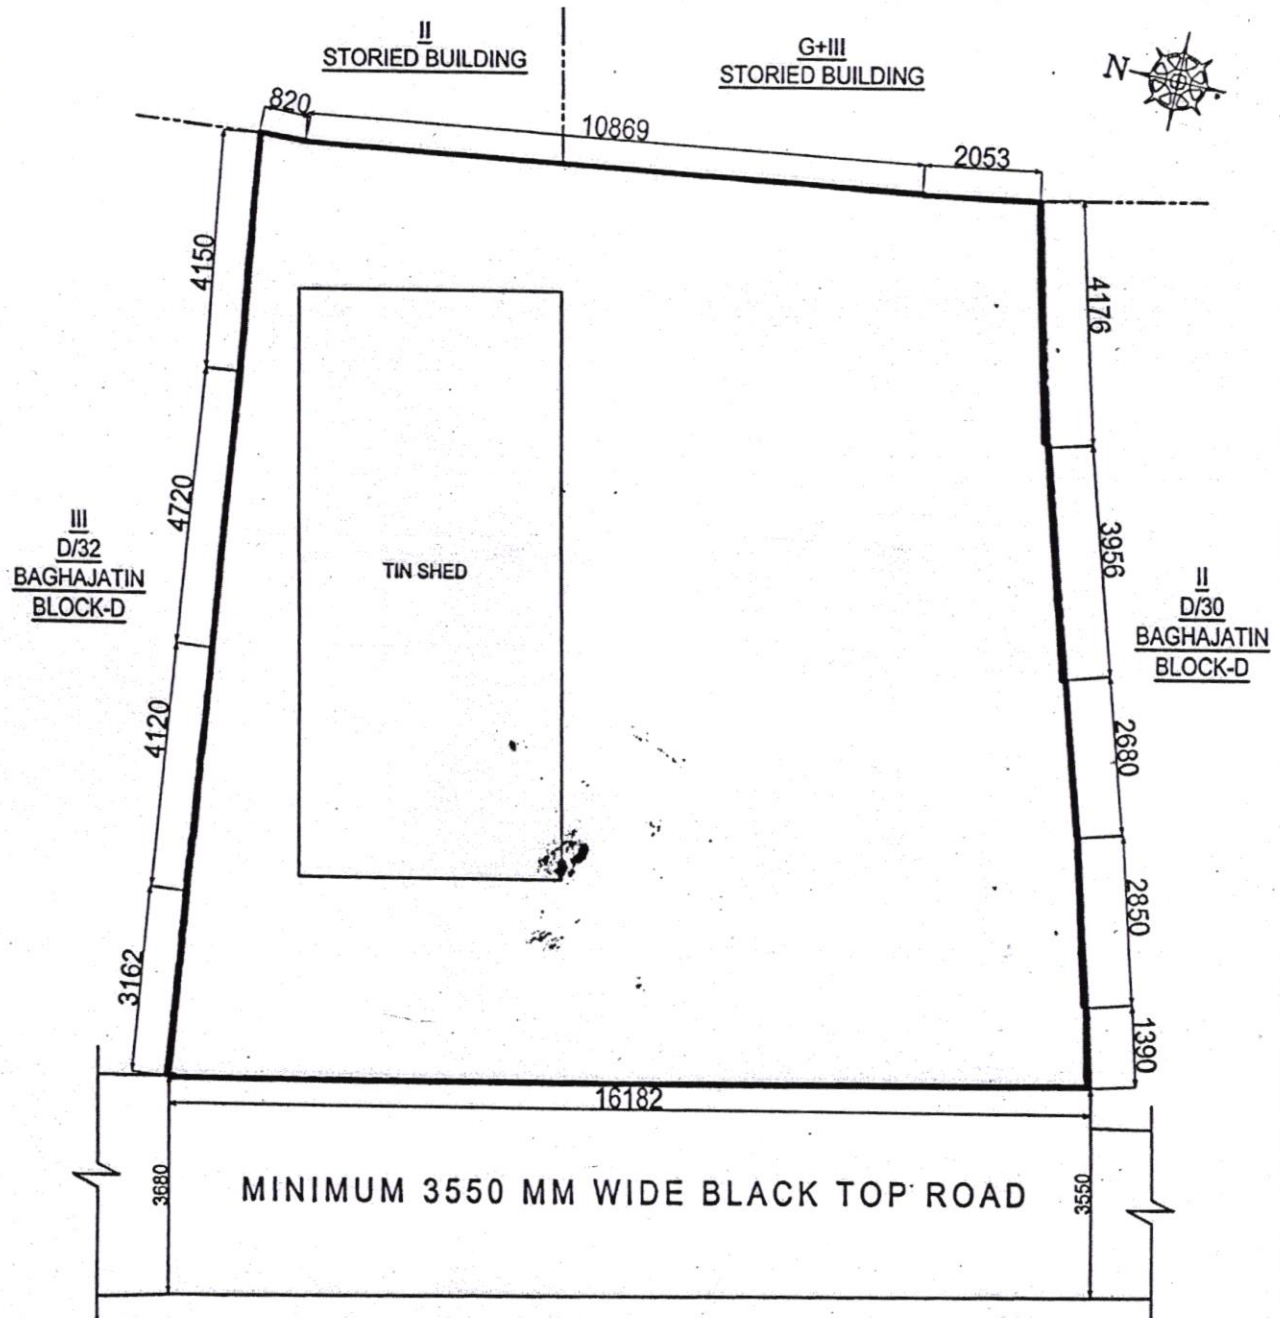 II
STORIED BUILDING
G+III
STORIED BUILDING
N
820
10869
2053
4150
4176
4720
3956
III
D/32
BAGHAJATIN
BLOCK-D
TIN SHED
II
D/30
BAGHAJATIN
BLOCK-D
4120
2680
2850
3162
1390
16182
3680
MINIMUM 3550 MM WIDE BLACK TOP ROAD
3550